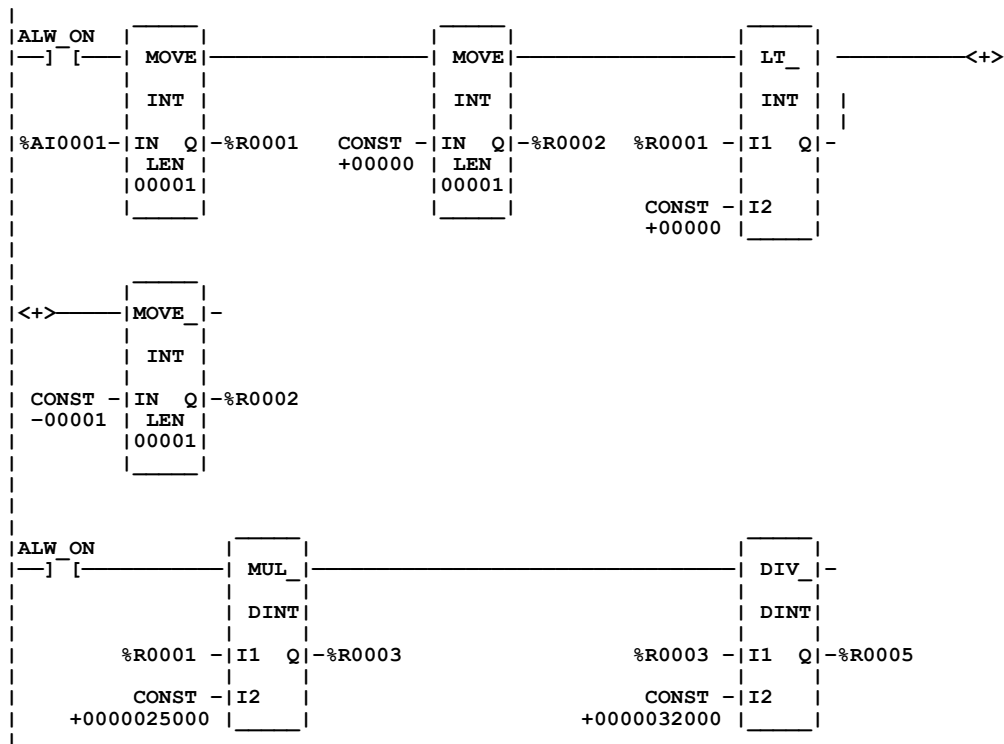 ALW_ON
] [ MOVE MOVE LT_ <+>
INT INT INT
%AI0001 IN Q %R0001 CONST IN Q %R0002 %R0001 I1 Q
LEN +00000 LEN
00001 00001
CONST I2
+00000
<+> MOVE_
INT
CONST IN Q %R0002
-00001 LEN
00001
ALW_ON
] [ MUL_ DIV_
DINT DINT
%R0001 I1 Q %R0003 %R0003 I1 Q %R0005
CONST I2 CONST I2
+0000025000 +0000032000